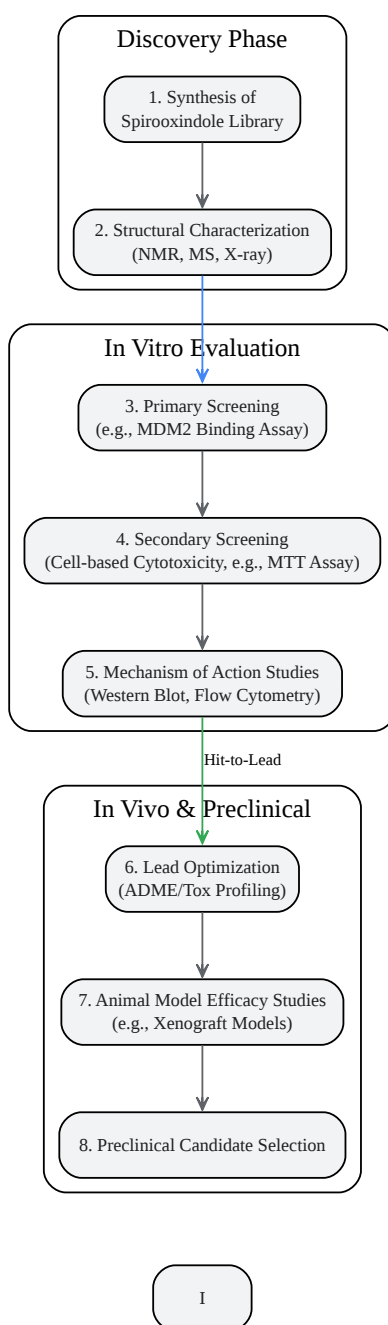 Discovery Phase
1. Synthesis of
Spirooxindole Library
2. Structural Characterization
(NMR, MS, X-ray)
In Vitro Evaluation
3. Primary Screening
(e.g., MDM2 Binding Assay)
4. Secondary Screening
(Cell-based Cytotoxicity, e.g., MTT Assay)
5. Mechanism of Action Studies
(Western Blot, Flow Cytometry)
Hit-to-Lead
In Vivo & Preclinical
6. Lead Optimization
(ADME/Tox Profiling)
7. Animal Model Efficacy Studies
(e.g., Xenograft Models)
8. Preclinical Candidate Selection
I